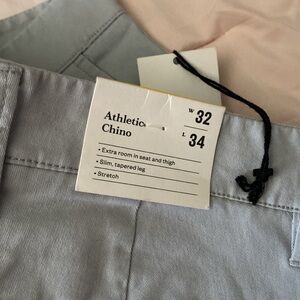 Athletic
Chino
W 32
L 34
• Extra room in seat and thigh
• Slim, tapered leg
• Stretch